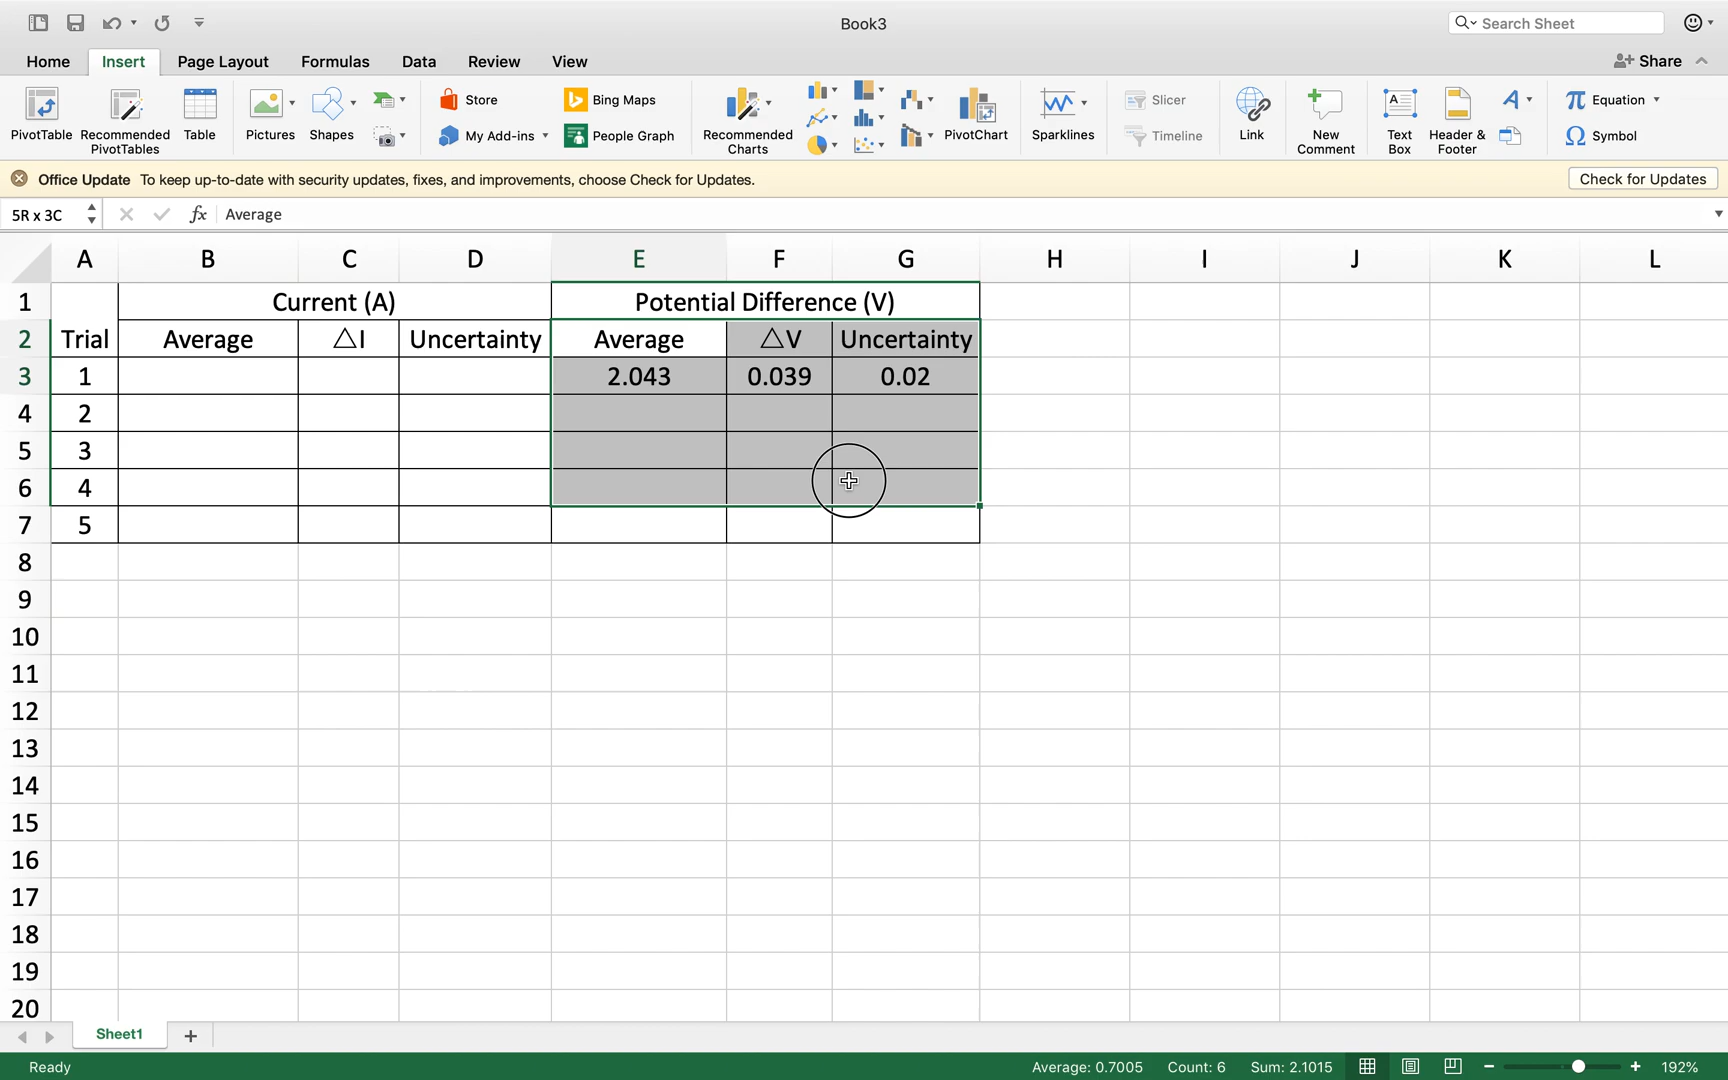 Book3
Search Sheet
Home Insert Page Layout Formulas Data Review View Share
PivotTable
Recommended PivotTables
Table
Pictures
Shapes
Store
My Add-ins
Bing Maps
People Graph
Recommended Charts
PivotChart
Sparklines
Slicer
Timeline
Link
New Comment
Text Box
Header & Footer
Equation
Symbol
Office Update To keep up-to-date with security updates, fixes, and improvements, choose Check for Updates. Check for Updates
5R x 3C fx Average
A B C D E F G H I J K L
1 Current (A) Potential Difference (V)
2 Trial Average △I Uncertainty Average △V Uncertainty
3 1 2.043 0.039 0.02
4 2
5 3
6 4
7 5
8
9
10
11
12
13
14
15
16
17
18
19
20
Sheet1
Ready Average: 0.7005 Count: 6 Sum: 2.1015 192%